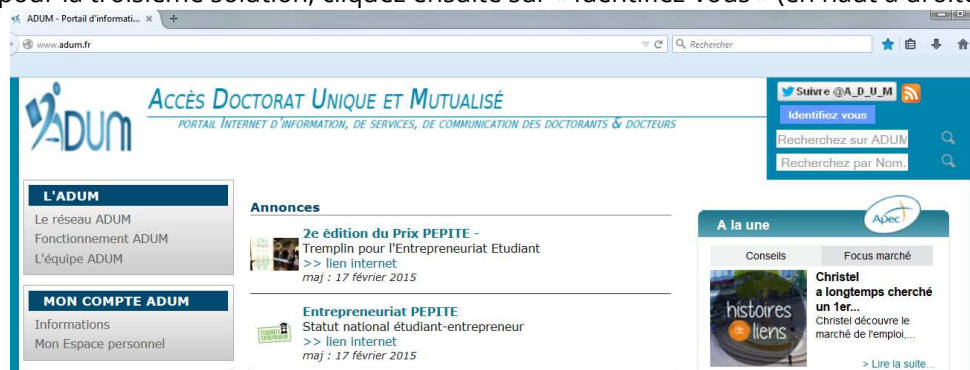 pour la troisième solution, cliquez ensuite sur « Identifiez vous » (en haut à droite
ADUM - Portail d'informati... × +
www.adum.fr
Rechercher
ADUM
ACCÈS DOCTORAT UNIQUE ET MUTUALISÉ
PORTAIL INTERNET D'INFORMATION, DE SERVICES, DE COMMUNICATION DES DOCTORANTS & DOCTEURS
Suivre @A_D_U_M
Identifiez vous
Recherchez sur ADUM
Recherchez par Nom.
L'ADUM
Le réseau ADUM
Fonctionnement ADUM
L'équipe ADUM
MON COMPTE ADUM
Informations
Mon Espace personnel
Annonces
2e édition du Prix PEPITE -
Tremplin pour l'Entrepreneuriat Etudiant
>> lien internet
maj : 17 février 2015
Entrepreneuriat PEPITE
Statut national étudiant-entrepreneur
>> lien internet
maj : 17 février 2015
A la une
Apec
Conseils
Focus marché
histoires
de
liens
Christel
a longtemps cherché
un 1er...
Christel découvre le
marché de l'emploi,...
> Lire la suite...